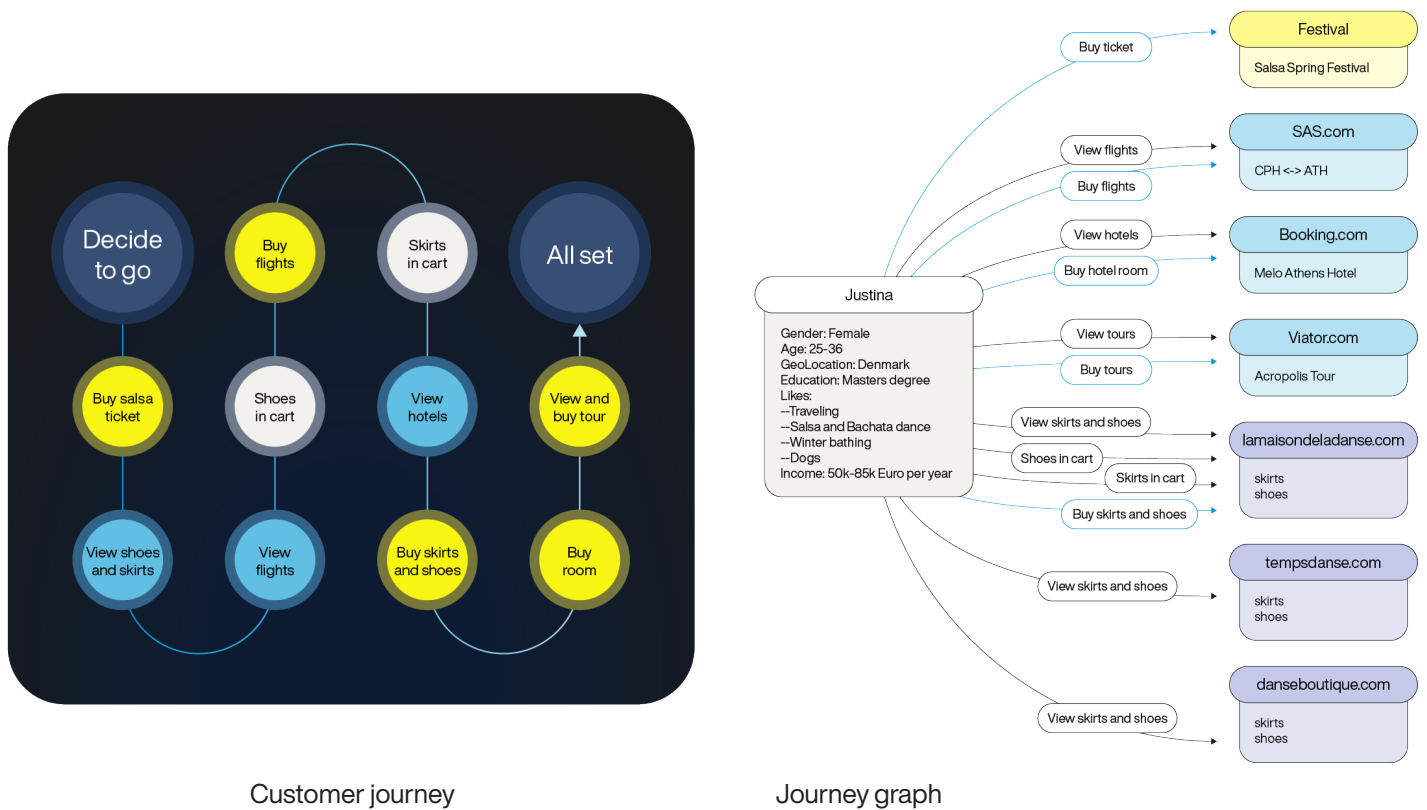 Decide
to go
Buy salsa
ticket
View shoes
and skirts
View
flights
Shoes
in cart
Buy
flights
Skirts
in cart
View
hotels
Buy skirts
and shoes
Buy
room
View and
buy tour
All set
Customer journey
Justina
Gender: Female
Age: 25-36
GeoLocation: Denmark
Education: Masters degree
Likes:
--Traveling
--Salsa and Bachata dance
--Winter bathing
--Dogs
Income: 50k-85k Euro per year
Buy ticket
Festival
Salsa Spring Festival
View flights
Buy flights
SAS.com
CPH <-> ATH
View hotels
Buy hotel room
Booking.com
Melo Athens Hotel
View tours
Buy tours
Viator.com
Acropolis Tour
View skirts and shoes
Shoes in cart
Skirts in cart
Buy skirts and shoes
lamaisondeladanse.com
skirts
shoes
View skirts and shoes
tempsdanse.com
skirts
shoes
View skirts and shoes
danseboutique.com
skirts
shoes
Journey graph